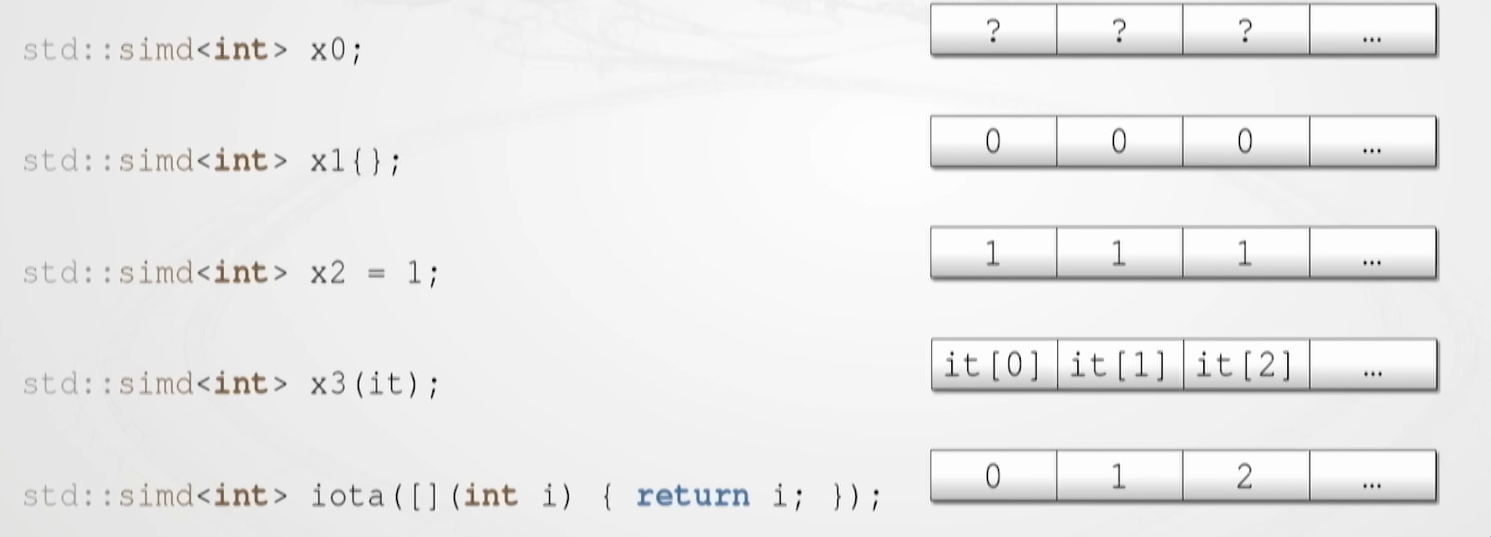 std::simd<int> x0; ? ? ? ...
std::simd<int> x1{}; 0 0 0 ...
std::simd<int> x2 = 1; 1 1 1 ...
std::simd<int> x3(it); it[0] it[1] it[2] ...
std::simd<int> iota([](int i) { return i; }); 0 1 2 ...